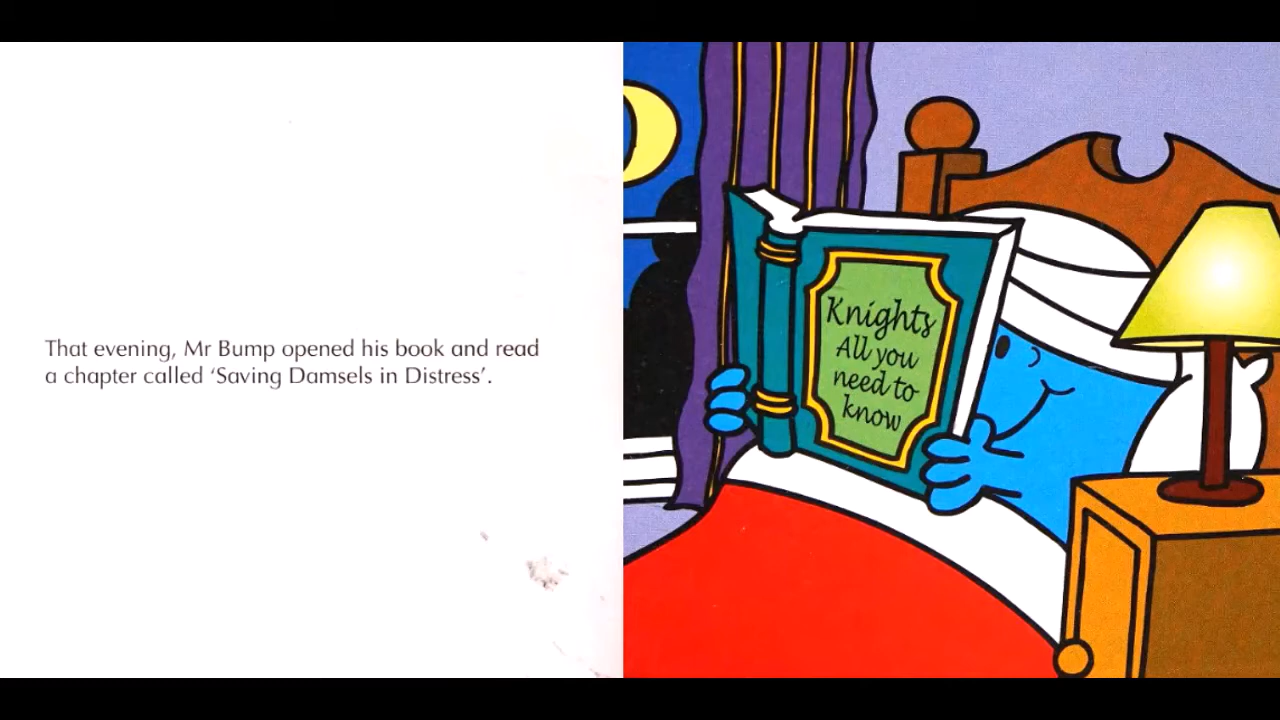 That evening, Mr Bump opened his book and read
a chapter called ‘Saving Damsels in Distress’.
Knights
All you
need to
know